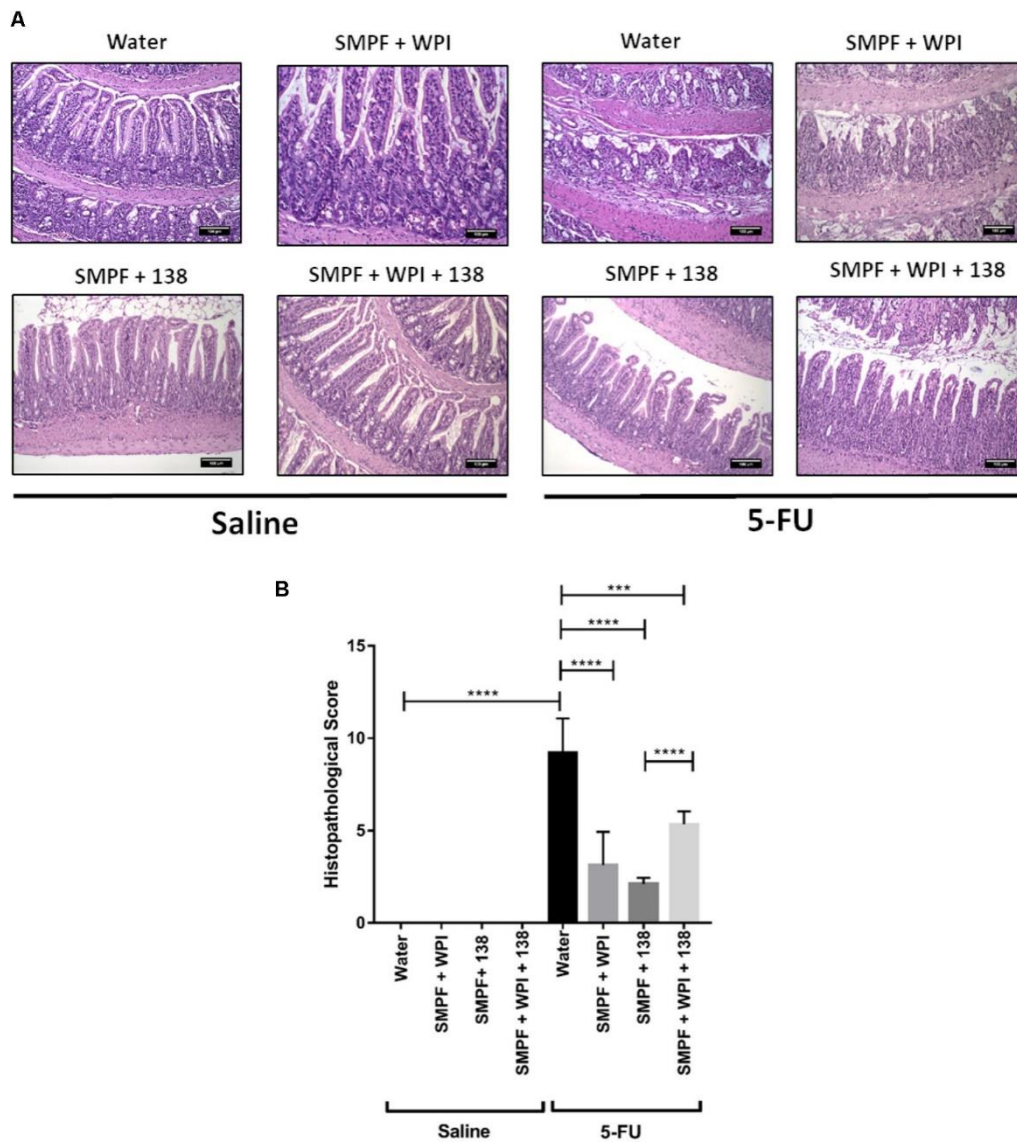 A
Water
SMPF + WPI
Water
SMPF + WPI
SMPF + 138
SMPF + WPI + 138
SMPF + 138
SMPF + WPI + 138
Saline
5-FU
B
***
****
****
****
****
Histopathological Score
15
10
5
0
Water
SMPF + WPI
SMPF+ 138
SMPF + WPI + 138
Water
SMPF + WPI
SMPF + 138
SMPF + WPI + 138
Saline
5-FU